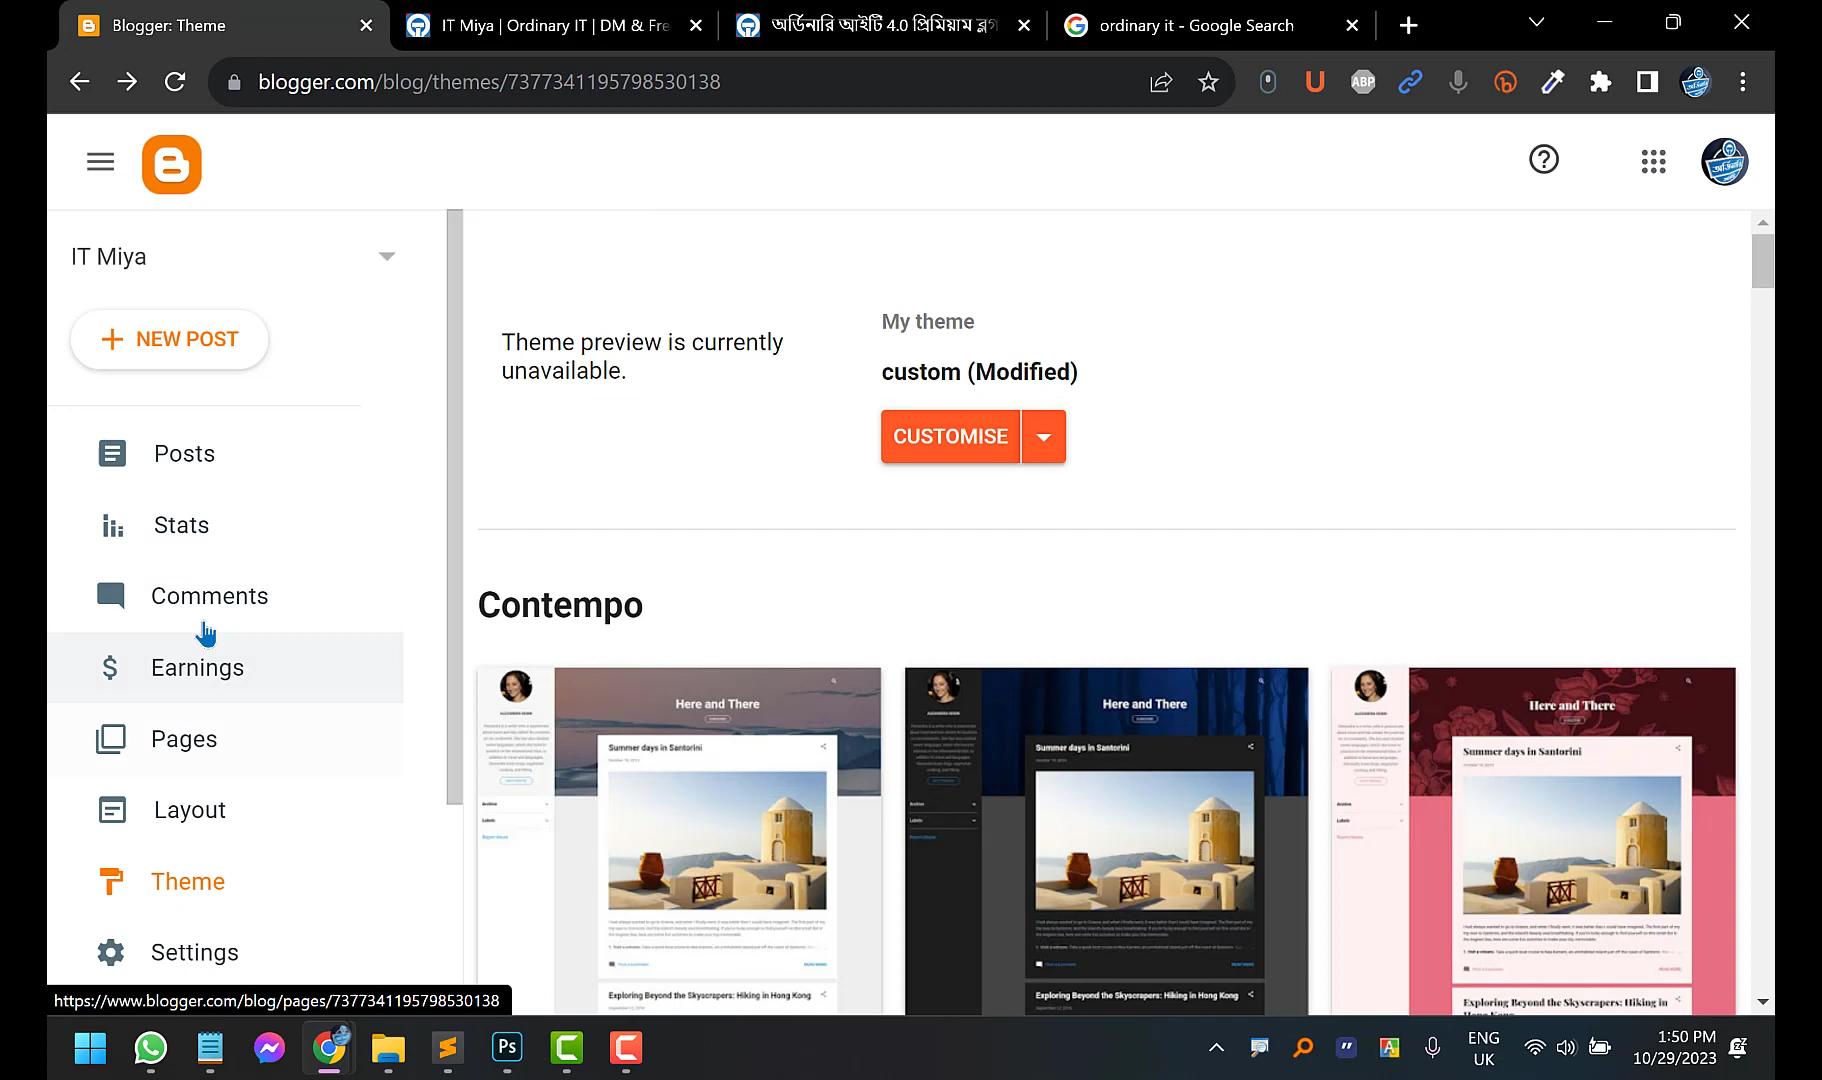 Blogger: Theme
IT Miya | Ordinary IT | DM & Fre
অর্ডিনারি আইটি 4.0 প্রিমিয়াম ব্লগ
ordinary it - Google Search
blogger.com/blog/themes/7377341195798530138
ABP
IT Miya
NEW POST
Posts
Stats
Comments
Earnings
Pages
Layout
Theme
Settings
Theme preview is currently
unavailable.
My theme
custom (Modified)
CUSTOMISE
Contempo
Here and There
Summer days in Santorini
Exploring Beyond the Skyscrapers: Hiking in Hong Kong
Here and There
Summer days in Santorini
Exploring Beyond the Skyscrapers: Hiking in Hong Kong
Here and There
Summer days in Santorini
Exploring Beyond the Skyscrapers: Hiking in
https://www.blogger.com/blog/pages/7377341195798530138
Ps
ENG
UK
1:50 PM
10/29/2023